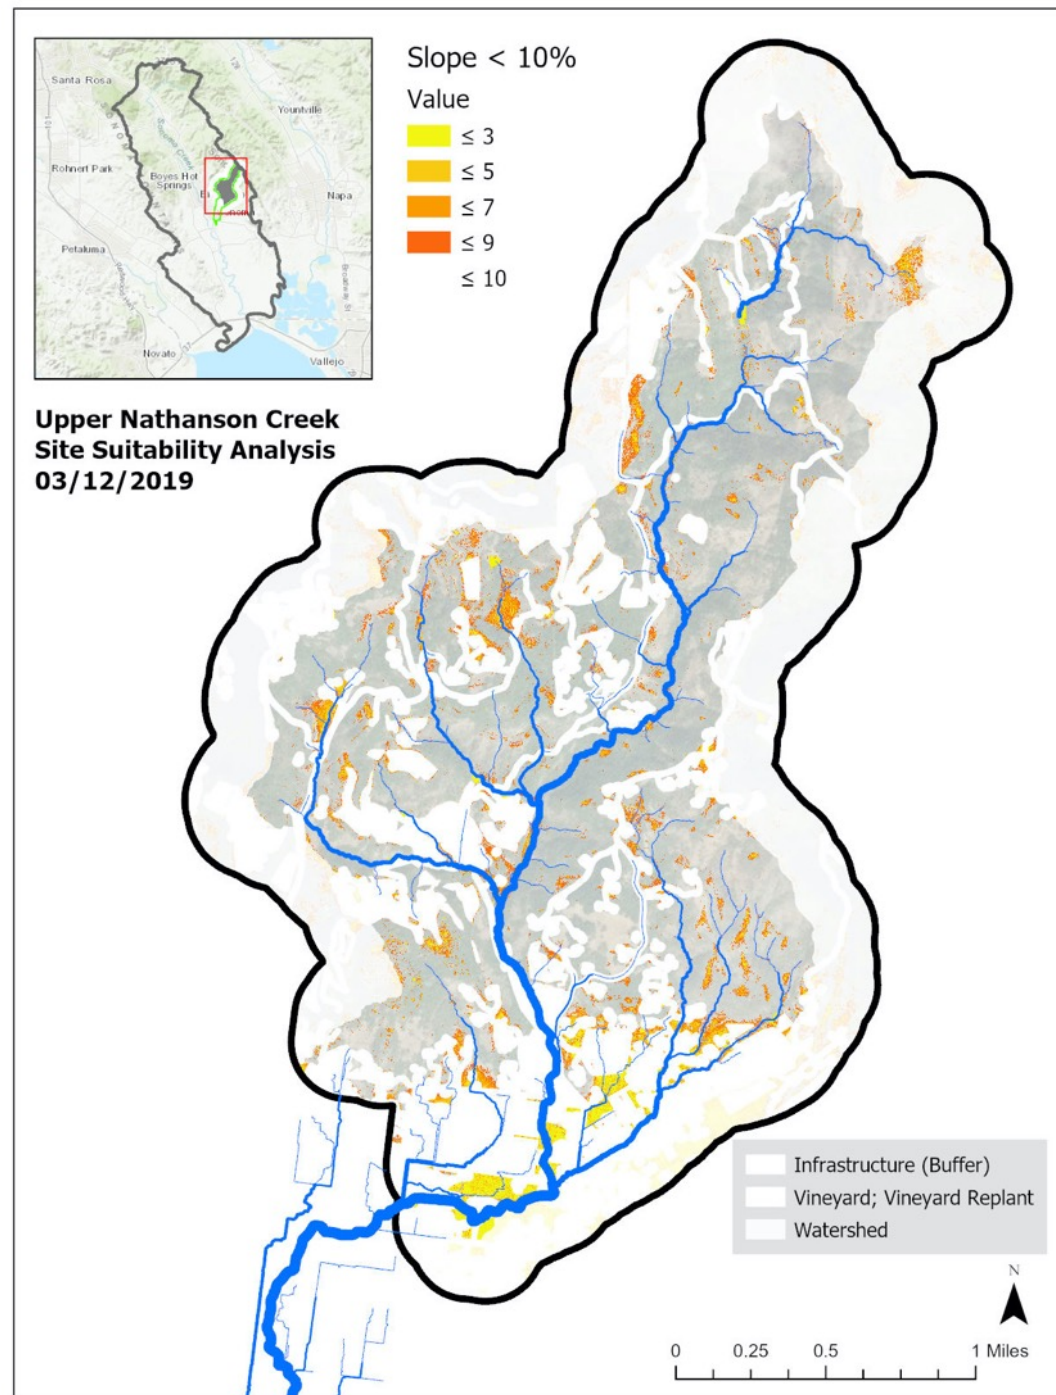 Santa Rosa
Yountville
Rohnert Park
Boyes Hot
Springs
Napa
Petaluma
Novato
Vallejo
Slope < 10%
Value
≤ 3
≤ 5
≤ 7
≤ 9
≤ 10
Upper Nathanson Creek
Site Suitability Analysis
03/12/2019
Infrastructure (Buffer)
Vineyard; Vineyard Replant
Watershed
N
0 0.25 0.5 1 Miles